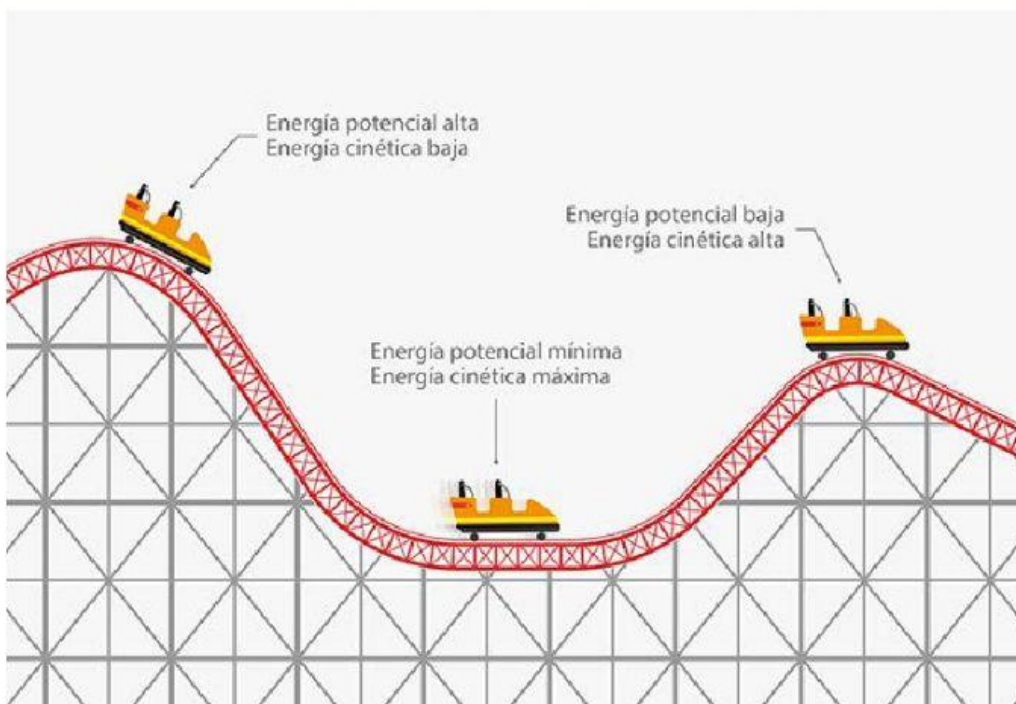 Energía potencial alta
Energía cinética baja
Energía potencial baja
Energía cinética alta
Energía potencial mínima
Energía cinética máxima